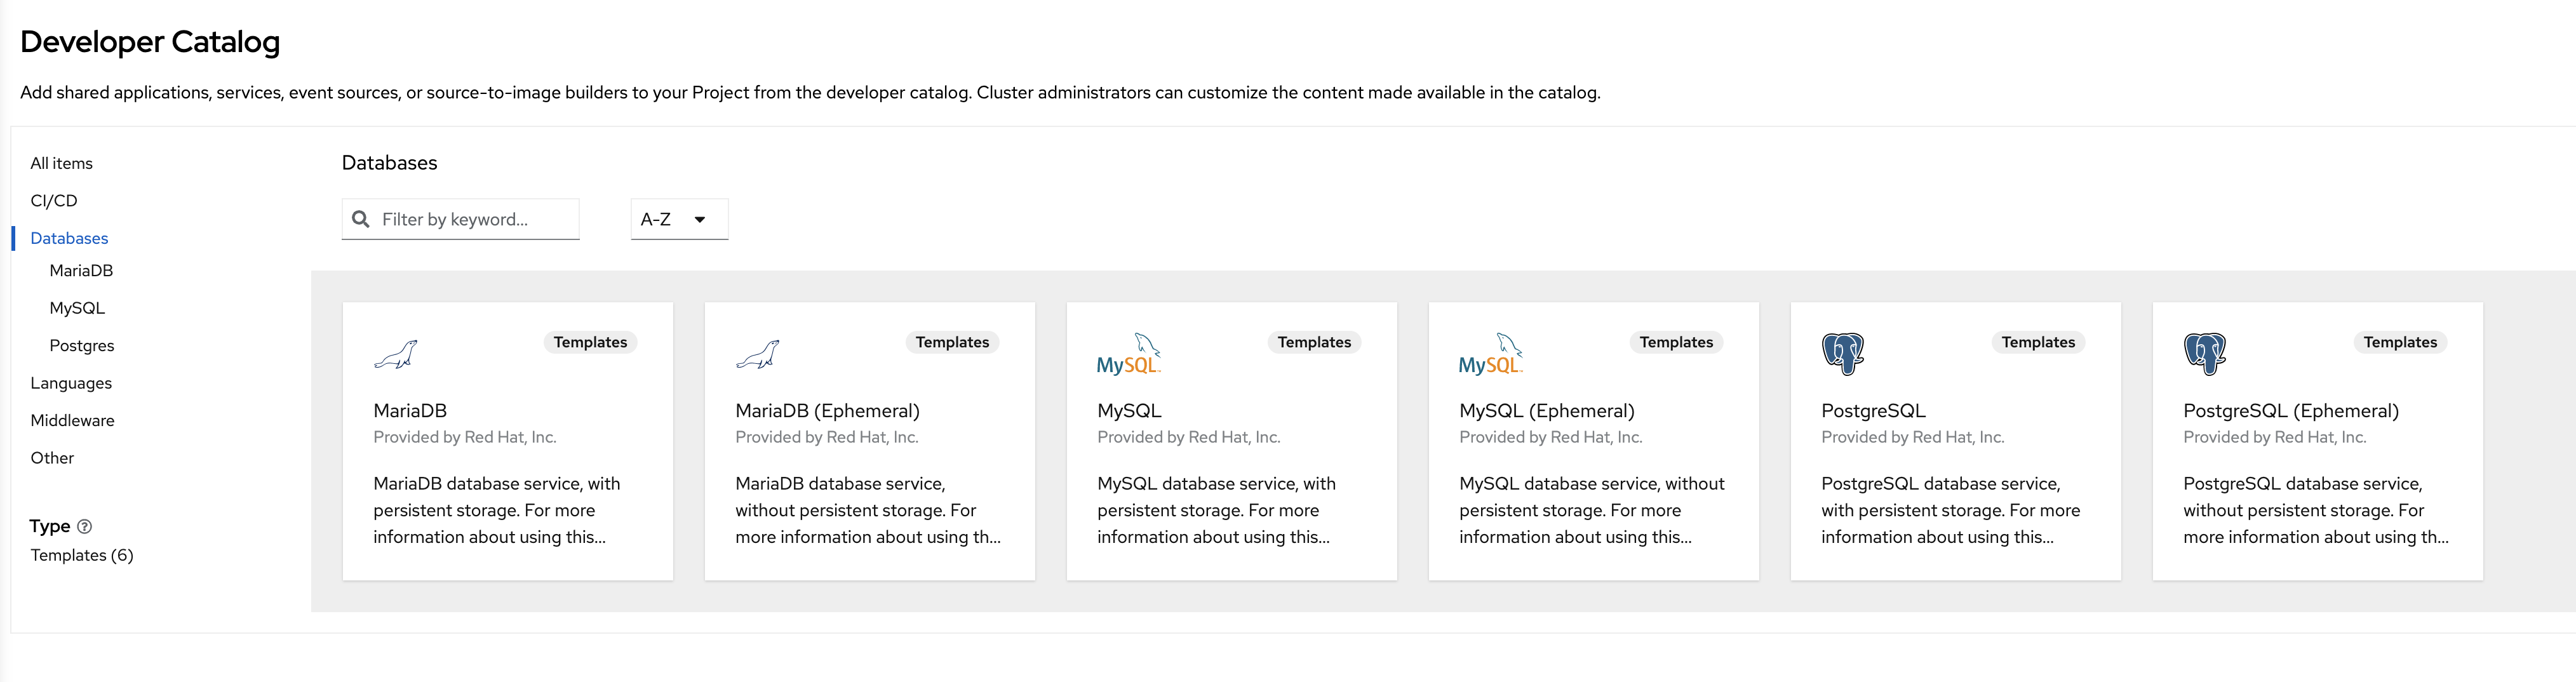 Developer Catalog
Add shared applications, services, event sources, or source-to-image builders to your Project from the developer catalog. Cluster administrators can customize the content made available in the catalog.
All items
CI/CD
Databases
MariaDB
MySQL
Postgres
Languages
Middleware
Other
Type
Templates (6)
Databases
Filter by keyword...
A-Z
Templates
MariaDB
Provided by Red Hat, Inc.
MariaDB database service, with
persistent storage. For more
information about using this...
Templates
MariaDB (Ephemeral)
Provided by Red Hat, Inc.
MariaDB database service,
without persistent storage. For
more information about using th...
MySQL
Templates
MySQL
Provided by Red Hat, Inc.
MySQL database service, with
persistent storage. For more
information about using this...
MySQL
Templates
MySQL (Ephemeral)
Provided by Red Hat, Inc.
MySQL database service, without
persistent storage. For more
information about using this...
Templates
PostgreSQL
Provided by Red Hat, Inc.
PostgreSQL database service,
with persistent storage. For more
information about using this...
Templates
PostgreSQL (Ephemeral)
Provided by Red Hat, Inc.
PostgreSQL database service,
without persistent storage. For
more information about using th...